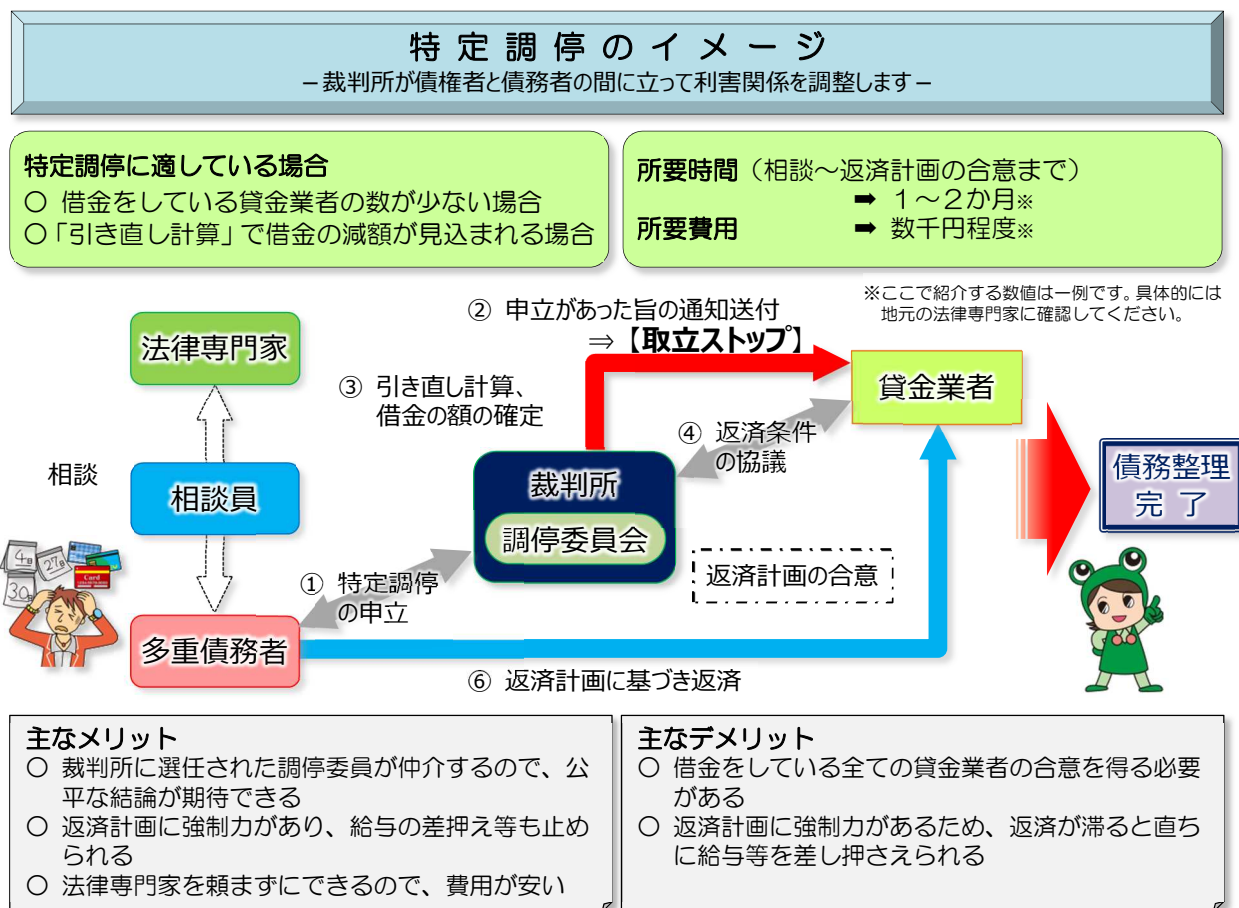 特定調停のイメージ
－裁判所が債権者と債務者の間に立って利害関係を調整します－
特定調停に適している場合
○ 借金をしている貸金業者の数が少ない場合
○「引き直し計算」で借金の減額が見込まれる場合
所要時間（相談～返済計画の合意まで）
➡ １～２か月※
所要費用 ➡ 数千円程度※
※ここで紹介する数値は一例です。具体的には
地元の法律専門家に確認してください。
② 申立があった旨の通知送付
⇒【取立ストップ】
法律専門家
③ 引き直し計算、
借金の額の確定
貸金業者
④ 返済条件
の協議
相談
相談員
裁判所
調停委員会
債務整理
完 了
返済計画の合意
① 特定調停
の申立
4日
27日
30日
Card
多重債務者
⑥ 返済計画に基づき返済
主なメリット
○ 裁判所に選任された調停委員が仲介するので、公
平な結論が期待できる
○ 返済計画に強制力があり、給与の差押え等も止め
られる
○ 法律専門家を頼まずにできるので、費用が安い
主なデメリット
○ 借金をしている全ての貸金業者の合意を得る必要
がある
○ 返済計画に強制力があるため、返済が滞ると直ち
に給与等を差し押さえられる